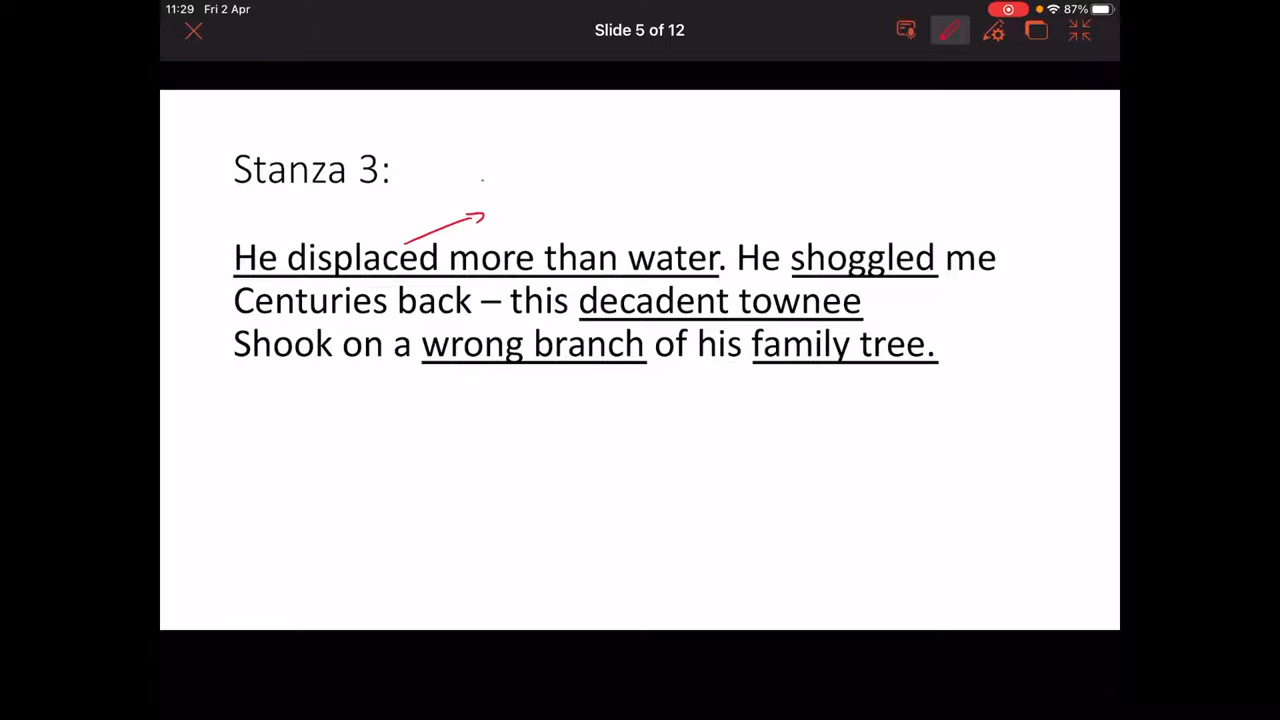 11:29 Fri 2 Apr
87%
Slide 5 of 12
Stanza 3:
He displaced more than water. He shoggled me
Centuries back – this decadent townee
Shook on a wrong branch of his family tree.